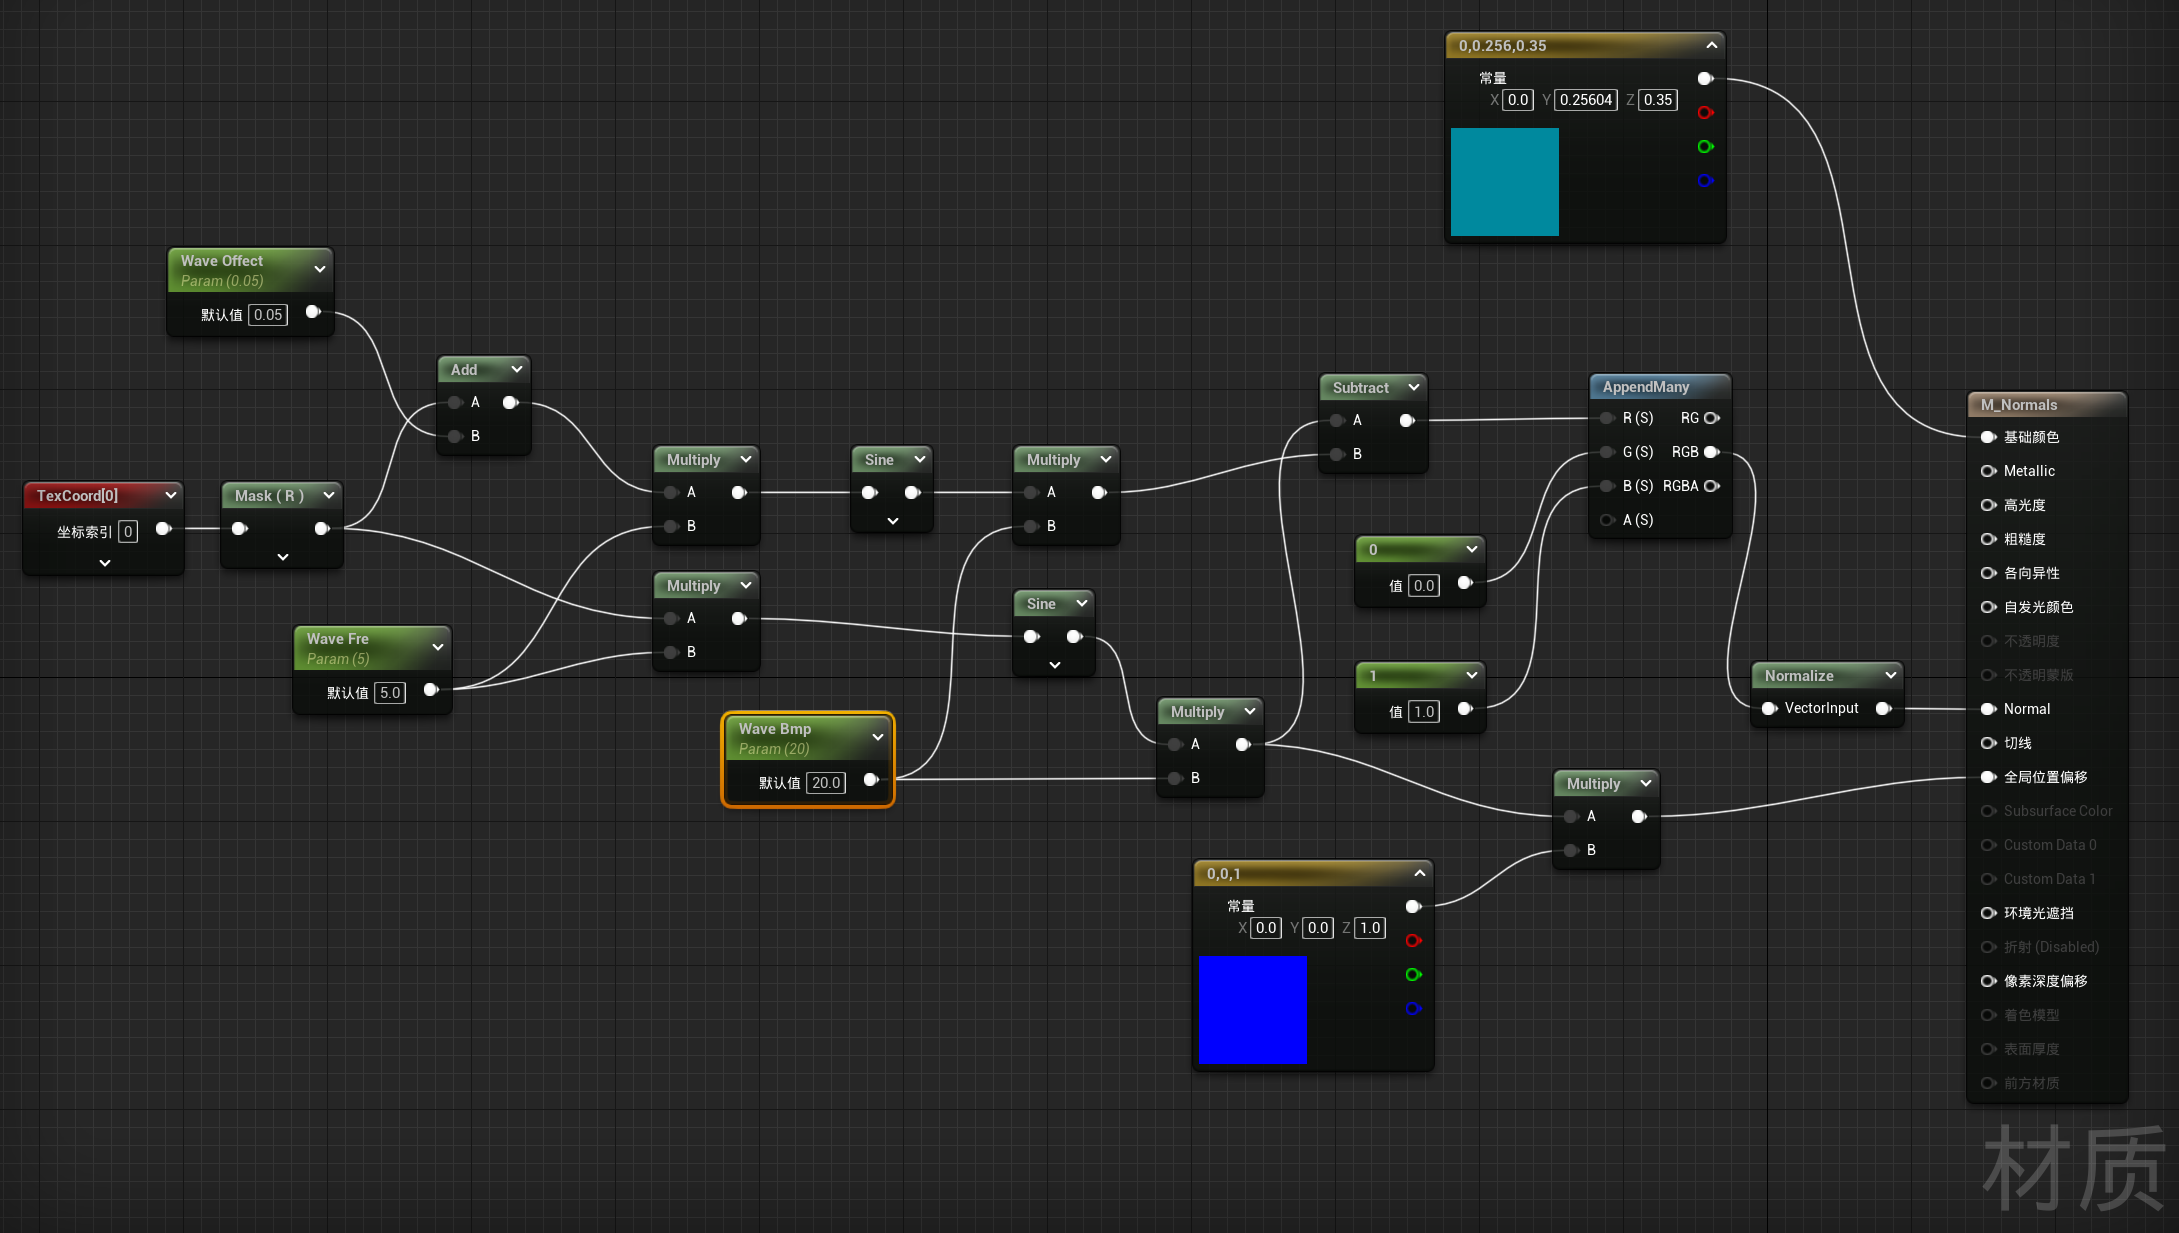 0,0.256,0.35
常量
X 0.0 Y 0.25604 Z 0.35
Wave Offect
Param (0.05)
默认值 0.05
Add
A
B
TexCoord[0]
坐标索引 0
Mask ( R )
Wave Fre
Param (5)
默认值 5.0
Multiply
A
B
Multiply
A
B
Sine
Multiply
A
B
Sine
Wave Bmp
Param (20)
默认值 20.0
Multiply
A
B
Subtract
A
B
0
值 0.0
1
值 1.0
AppendMany
R (S) RG
G (S) RGB
B (S) RGBA
A (S)
Normalize
VectorInput
Multiply
A
B
0,0,1
常量
X 0.0 Y 0.0 Z 1.0
M_Normals
基础颜色
Metallic
高光度
粗糙度
各向异性
自发光颜色
不透明度
不透明蒙版
Normal
切线
全局位置偏移
Subsurface Color
Custom Data 0
Custom Data 1
环境光遮挡
折射 (Disabled)
像素深度偏移
着色模型
表面厚度
前方材质
材质